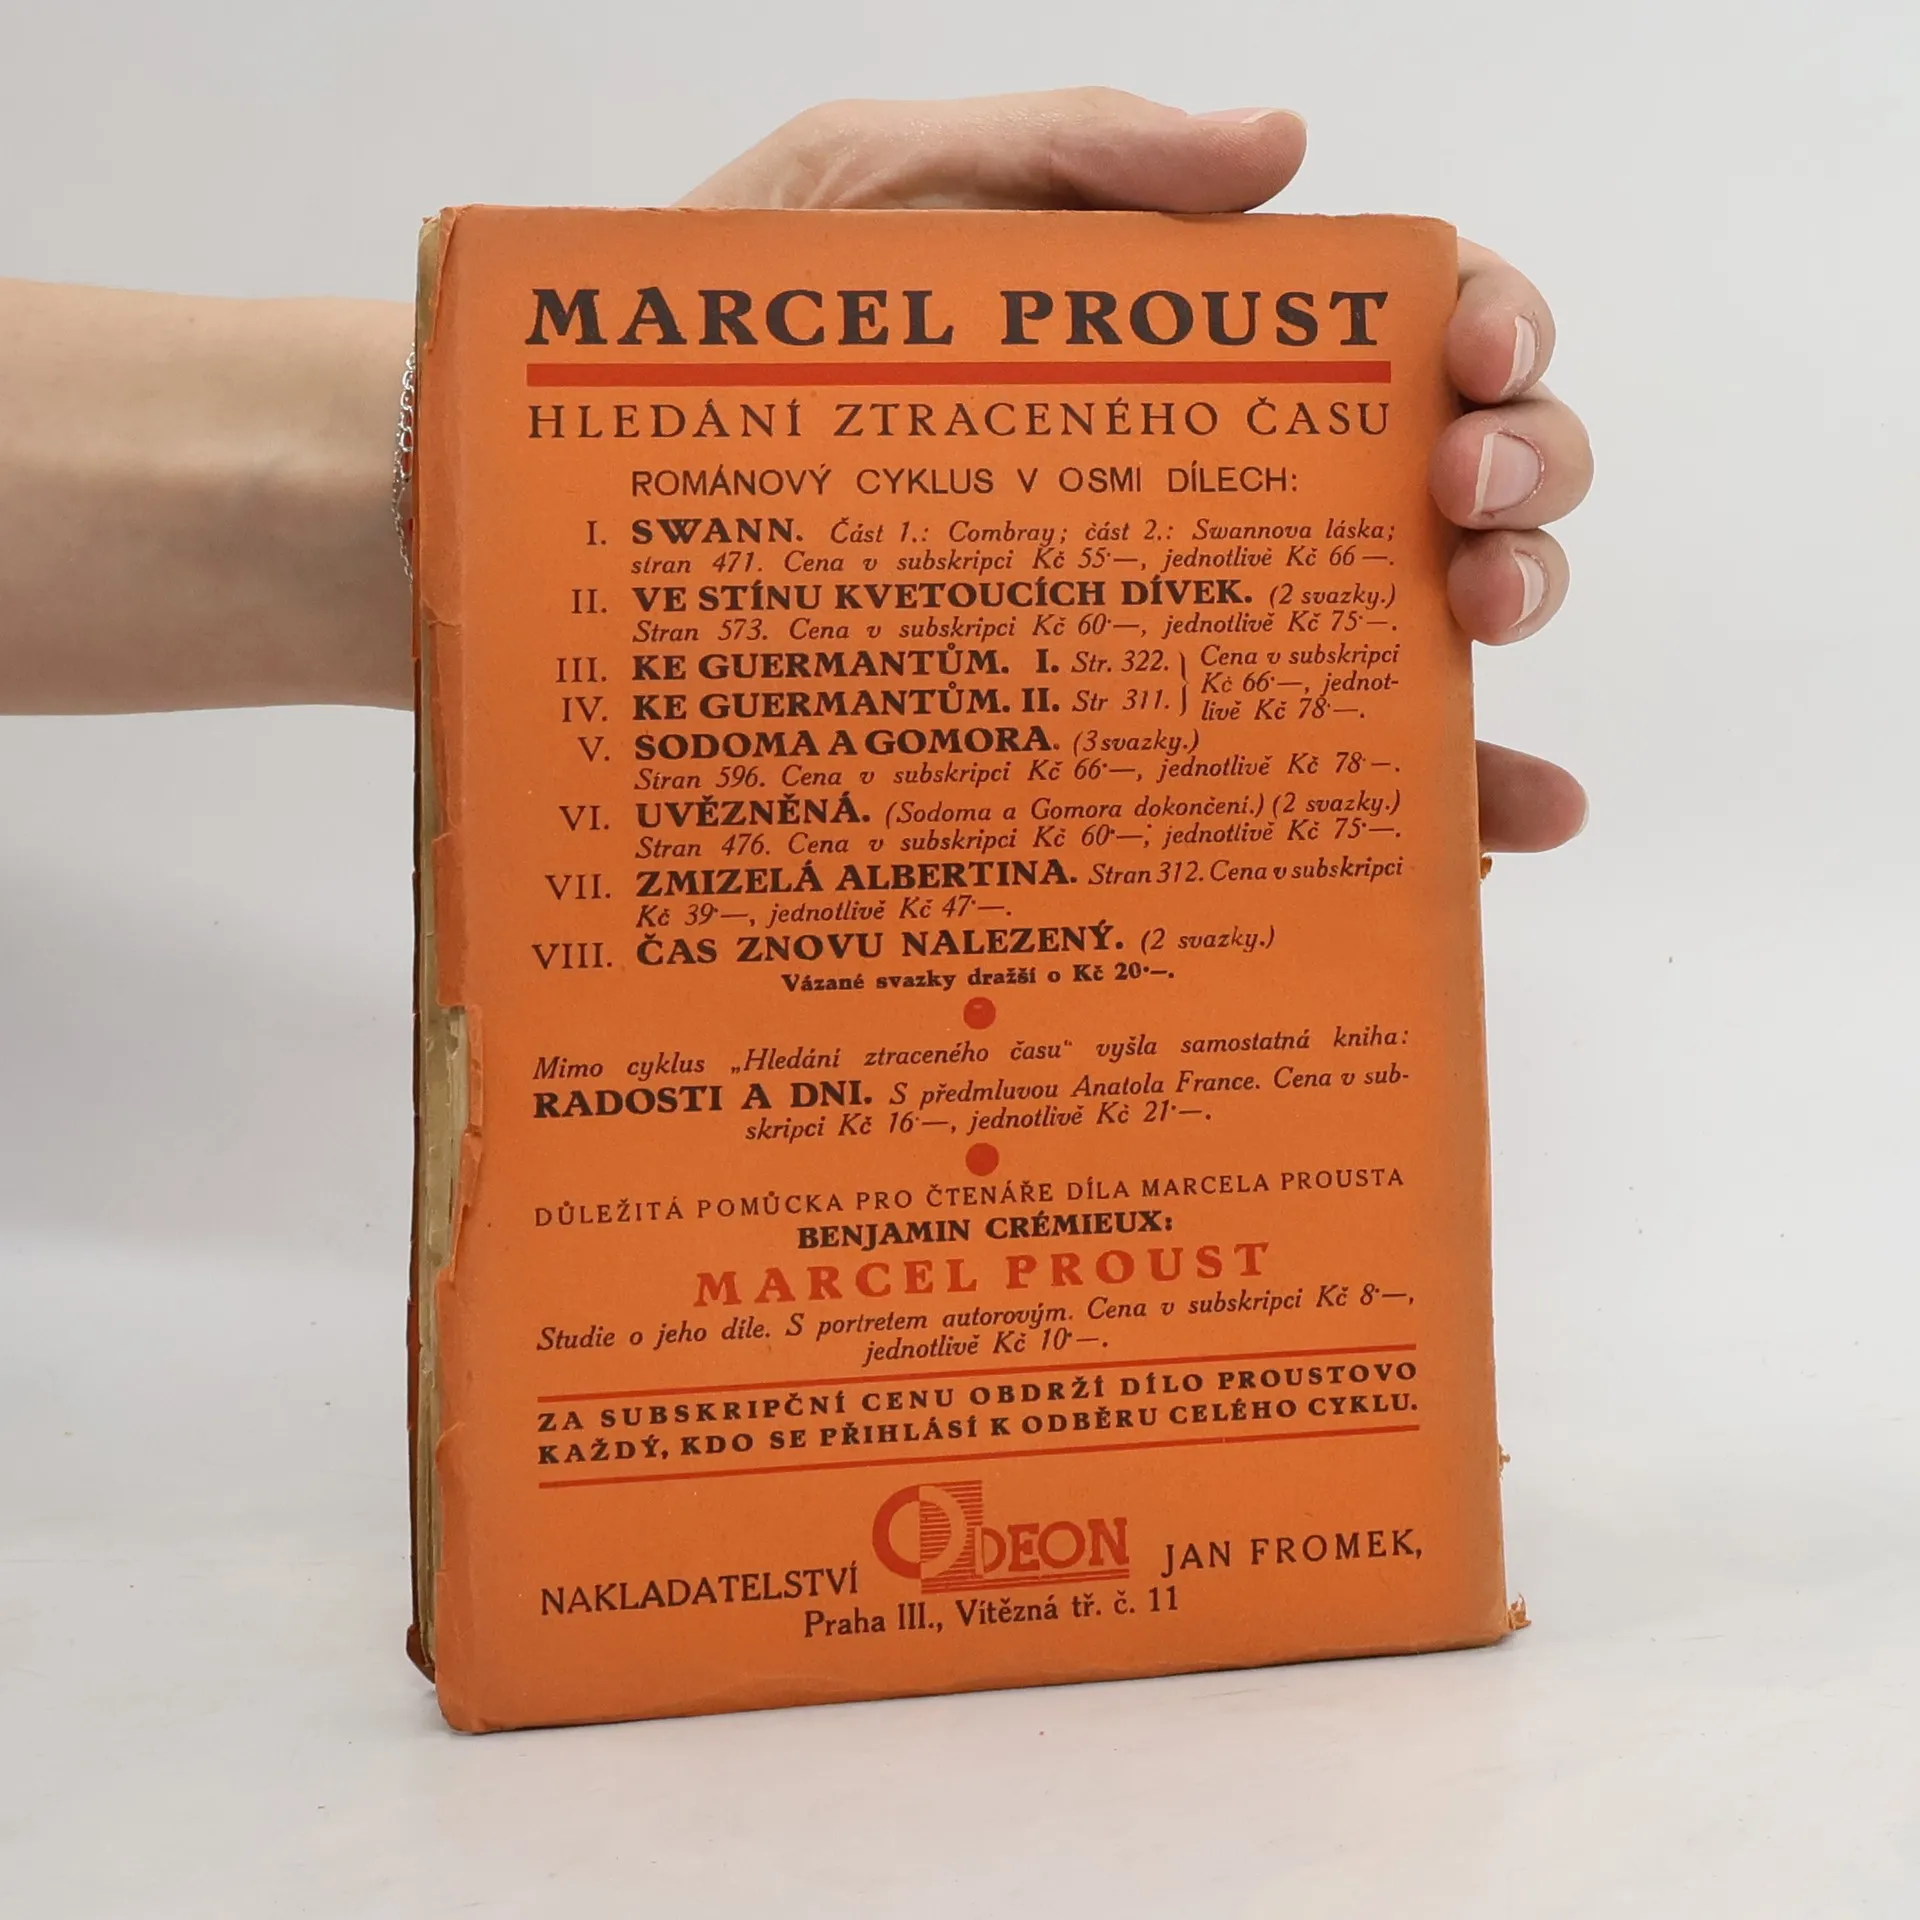 MARCEL PROUST
HLEDÁNÍ ZTRACENÉHO ČASU
ROMÁNOVÝ CYKLUS V OSMI DÍLECH:
I. SWANN. Část 1.: Combray; část 2.: Swannova láska;
stran 471. Cena v subskripci Kč 55·—, jednotlivě Kč 66 —.
II. VE STÍNU KVETOUCÍCH DÍVEK. (2 svazky.)
Stran 573. Cena v subskripci Kč 60·—, jednotlivě Kč 75·—.
III. KE GUERMANTŮM. I. Str. 322. } Cena v subskripci
Kč 66·—, jednot-
IV. KE GUERMANTŮM. II. Str 311. } livě Kč 78·—.
V. SODOMA A GOMORA. (3 svazky.)
Stran 596. Cena v subskripci Kč 66·—, jednotlivě Kč 78·—.
VI. UVĚZNĚNÁ. (Sodoma a Gomora dokončení.) (2 svazky.)
Stran 476. Cena v subskripci Kč 60·—; jednotlivě Kč 75·—.
VII. ZMIZELÁ ALBERTINA. Stran 312. Cena v subskripci
Kč 39·—, jednotlivě Kč 47·—.
VIII. ČAS ZNOVU NALEZENÝ. (2 svazky.)
Vázané svazky dražší o Kč 20·—.
Mimo cyklus „Hledání ztraceného času“ vyšla samostatná kniha:
RADOSTI A DNI. S předmluvou Anatola France. Cena v sub-
skripci Kč 16·—, jednotlivě Kč 21·—.
DŮLEŽITÁ POMŮCKA PRO ČTENÁŘE DÍLA MARCELA PROUSTA
BENJAMIN CRÉMIEUX:
MARCEL PROUST
Studie o jeho díle. S portretem autorovým. Cena v subskripci Kč 8·—,
jednotlivě Kč 10·—.
ZA SUBSKRIPČNÍ CENU OBDRŽÍ DÍLO PROUSTOVO
KAŽDÝ, KDO SE PŘIHLÁSÍ K ODBĚRU CELÉHO CYKLU.
NAKLADATELSTVÍ ODEON JAN FROMEK,
Praha III., Vítězná tř. č. 11